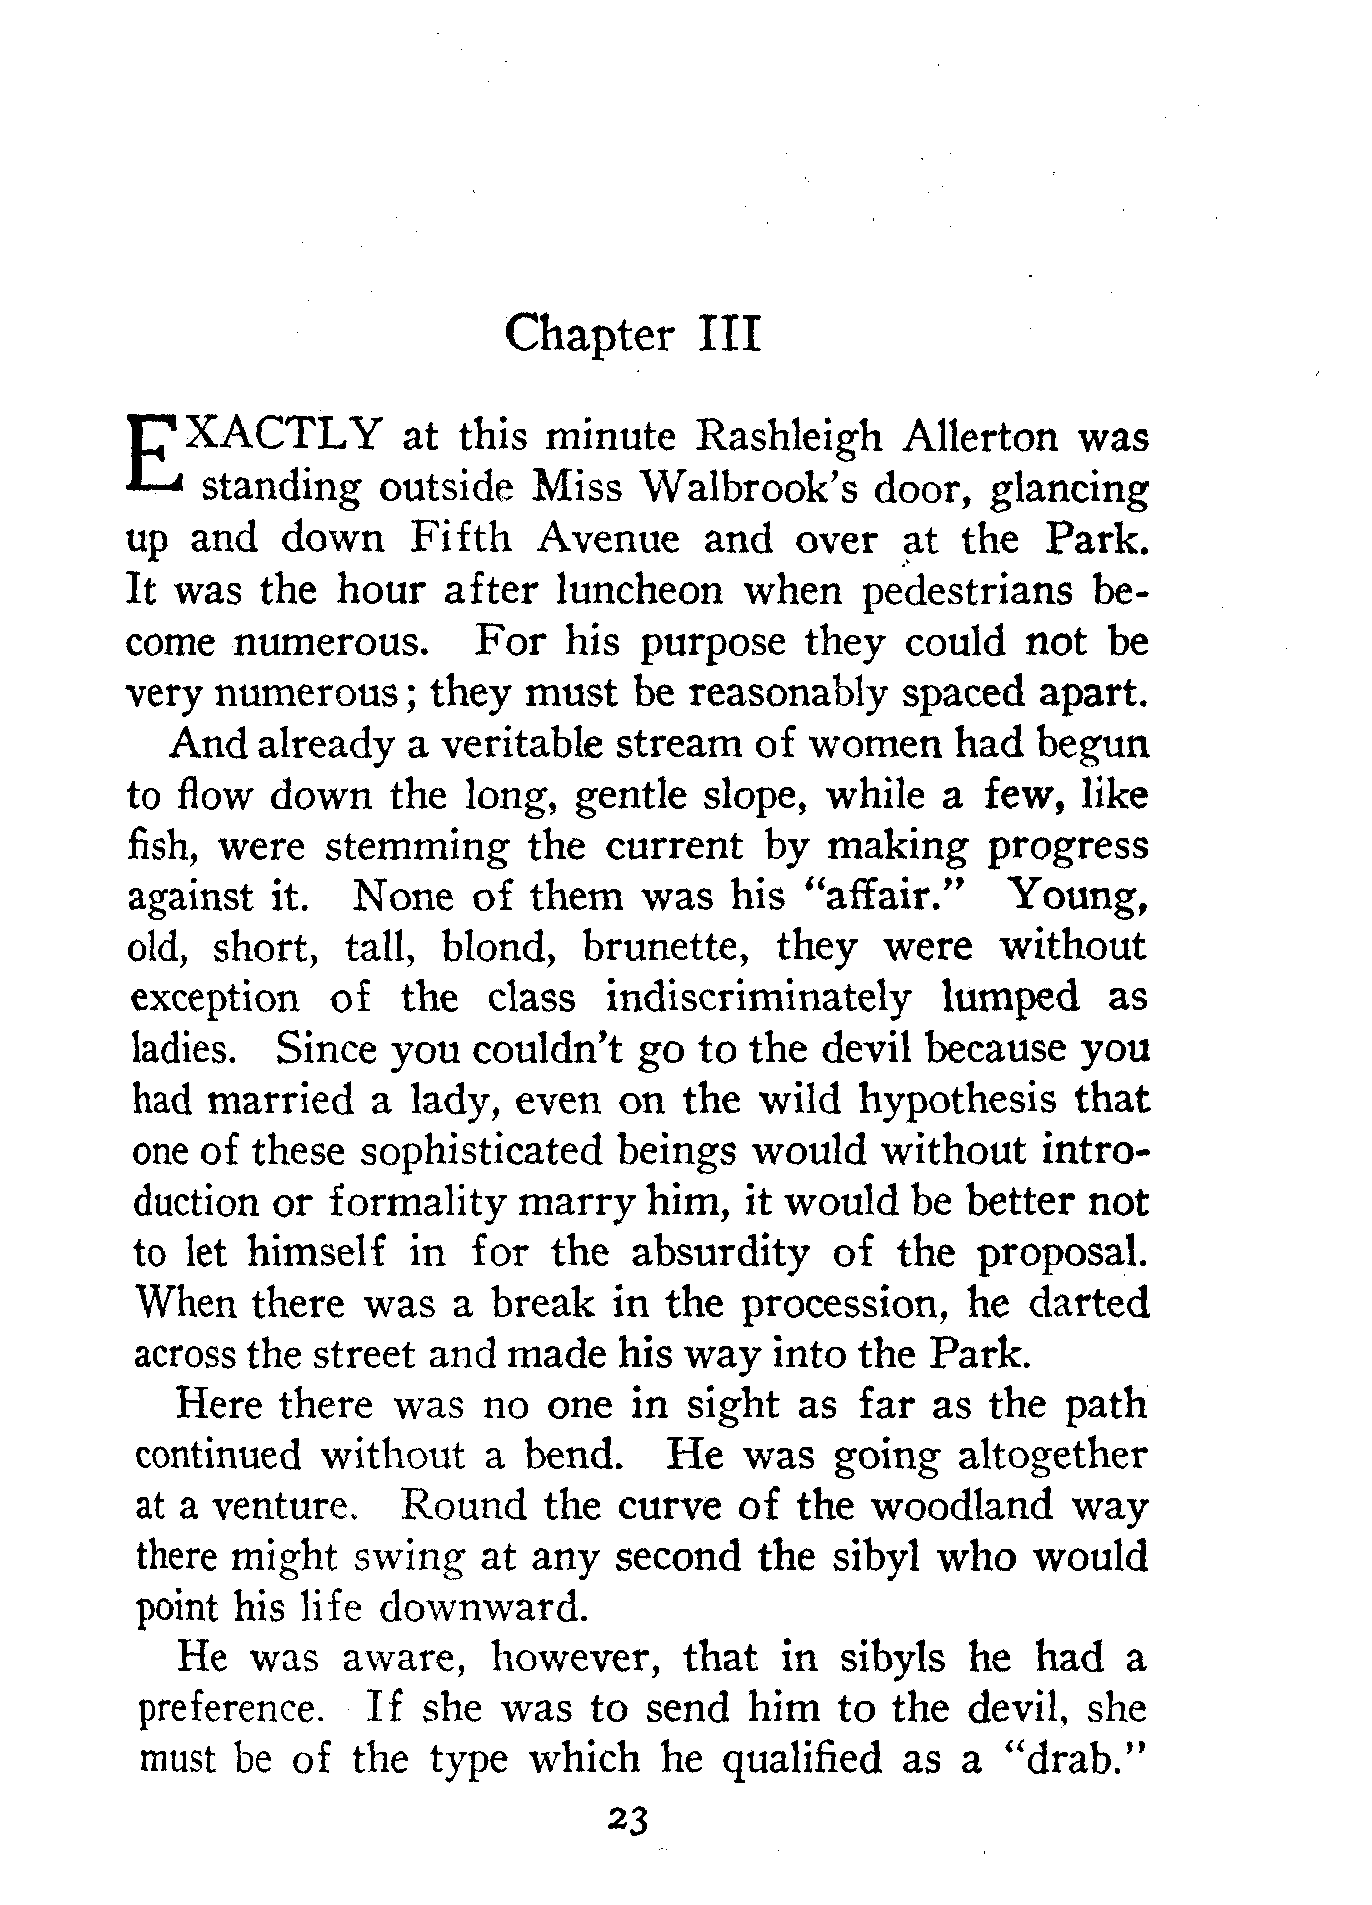 Chapter III
EXACTLY at this minute Rashleigh Allerton was
standing outside Miss Walbrook's door, glancing
up and down Fifth Avenue and over at the Park.
It was the hour after luncheon when pedestrians be-
come numerous. For his purpose they could not be
very numerous; they must be reasonably spaced apart.
And already a veritable stream of women had begun
to flow down the long, gentle slope, while a few, like
fish, were stemming the current by making progress
against it. None of them was his "affair." Young,
old, short, tall, blond, brunette, they were without
exception of the class indiscriminately lumped as
ladies. Since you couldn't go to the devil because you
had married a lady, even on the wild hypothesis that
one of these sophisticated beings would without intro-
duction or formality marry him, it would be better not
to let himself in for the absurdity of the proposal.
When there was a break in the procession, he darted
across the street and made his way into the Park.
Here there was no one in sight as far as the path
continued without a bend. He was going altogether
at a venture. Round the curve of the woodland way
there might swing at any second the sibyl who would
point his life downward.
He was aware, however, that in sibyls he had a
preference. If she was to send him to the devil, she
must be of the type which he qualified as a "drab."
23